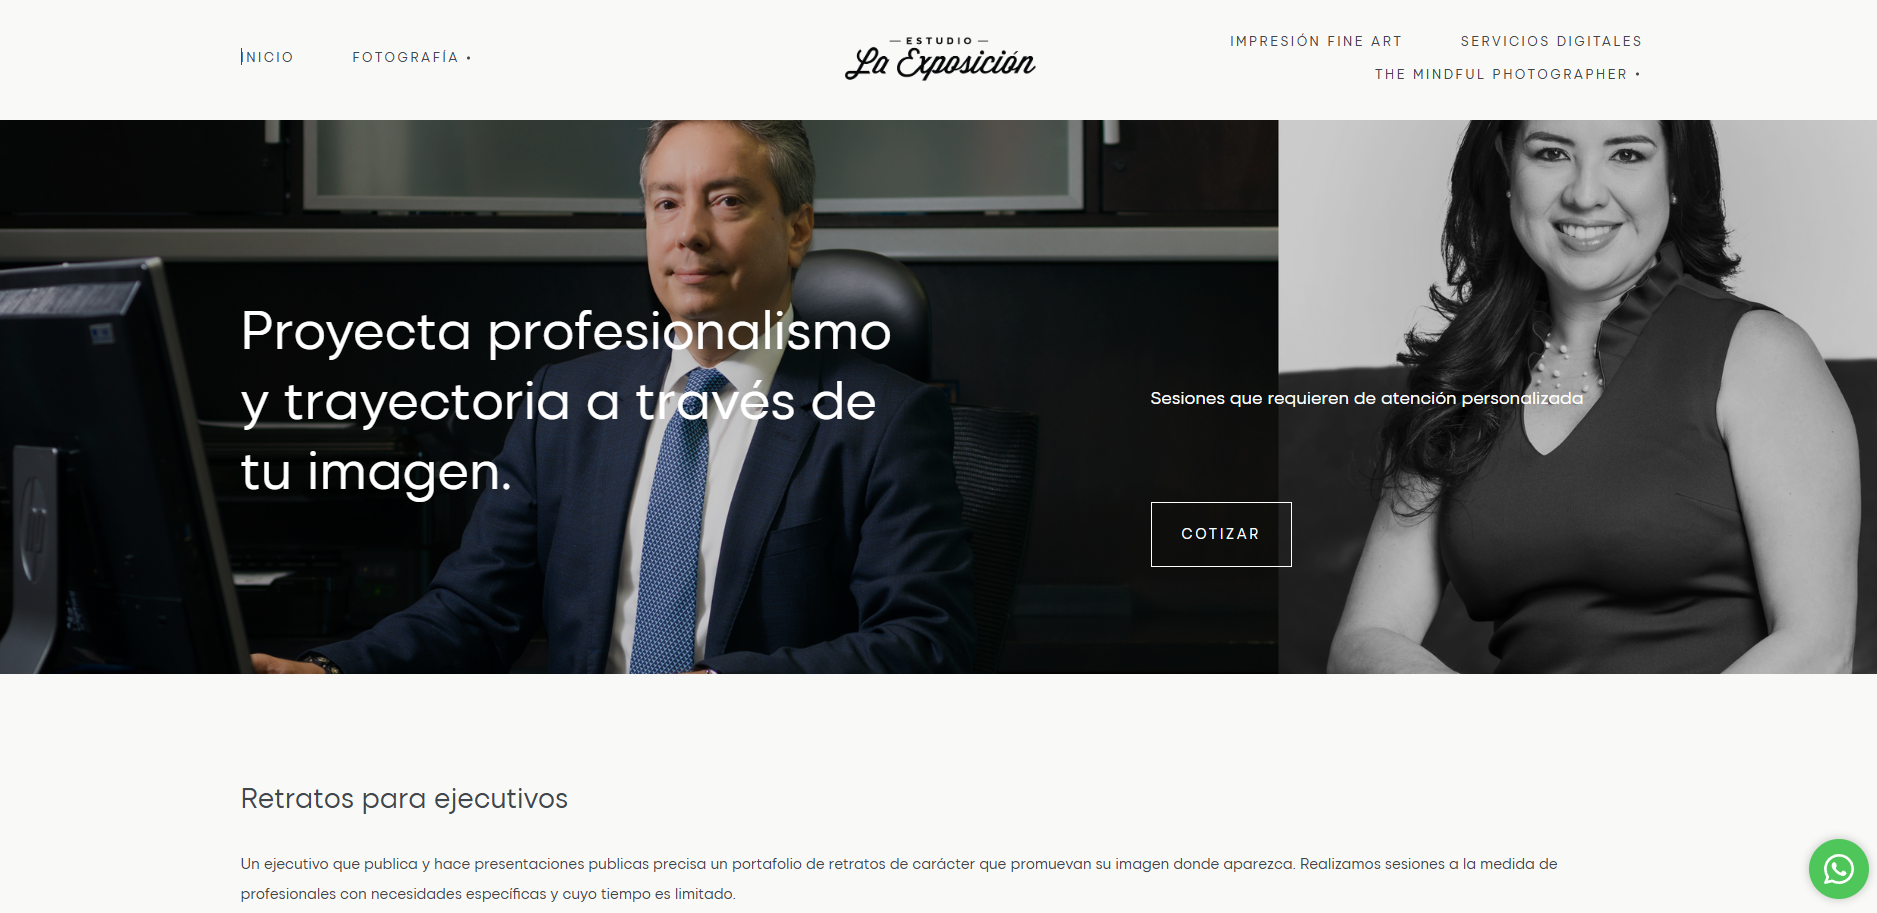 INICIO
FOTOGRAFÍA •
ESTUDIO
La Exposición
IMPRESIÓN FINE ART
SERVICIOS DIGITALES
THE MINDFUL PHOTOGRAPHER •
Proyecta profesionalismo
y trayectoria a través de
tu imagen.
Sesiones que requieren de atención personalizada
COTIZAR
Retratos para ejecutivos
Un ejecutivo que publica y hace presentaciones publicas precisa un portafolio de retratos de carácter que promuevan su imagen donde aparezca. Realizamos sesiones a la medida de
profesionales con necesidades específicas y cuyo tiempo es limitado.